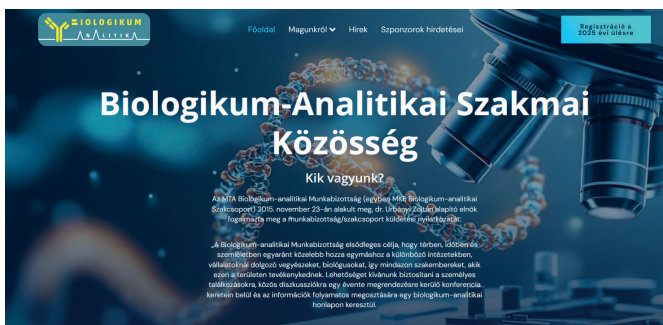 BIOLOGIKUM
ANALITIKA
Főoldal Magunkról Hírek Szponzorok hirdetései
Regisztráció a
2025 évi ülésre
Biologikum-Analitikai Szakmai
Közösség
Kik vagyunk?
Az MTA Biologikum-analitikai Munkabizottság (egyben MKE Biologikum-analitikai
Szakcsoport) 2015. november 23-án alakult meg, dr. Urbányi Zoltán alapító elnök
fogalmazta meg a munkabizottság/szakcsoport küldetési nyilatkozatát:
„A Biologikum-analitikai Munkabizottság elsődleges célja, hogy térben, időben és
szemléletben egyaránt közelebb hozza egymáshoz a különböző intézetekben,
vállalatokból dolgozó vegyészeket, biológusokat, így mindazon szakembereket, akik
ezen a területen tevékenykednek. Lehetőséget kívánunk biztosítani a személyes
találkozásokra, közös diszkussziókra egy évente megrendezésre kerülő konferencia
keretein belül és az információk folyamatos megosztására egy biologikum-analitikai
honlapon keresztül.